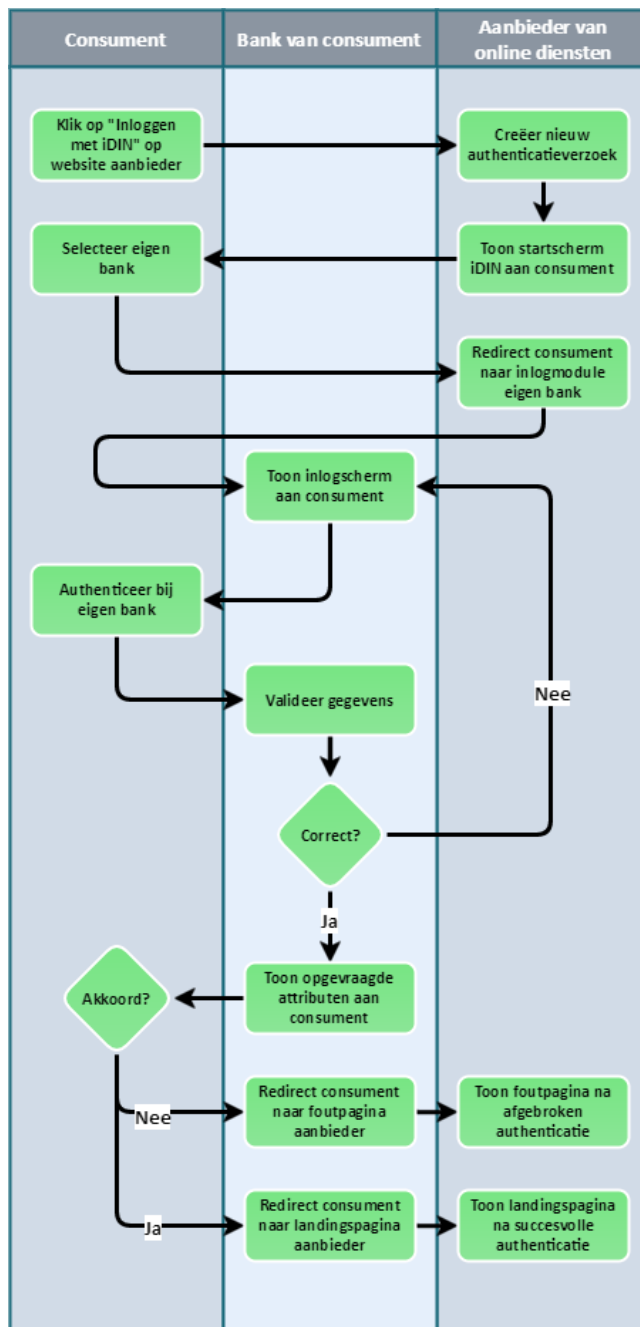 Consument
Bank van consument
Aanbieder van
online diensten
Klik op "Inloggen
met iDIN" op
website aanbieder
Creëer nieuw
authenticatieverzoek
Toon startscherm
iDIN aan consument
Selecteer eigen
bank
Redirect consument
naar inlogmodule
eigen bank
Toon inlogscherm
aan consument
Authenticeer bij
eigen bank
Valideer gegevens
Nee
Correct?
Ja
Toon opgevraagde
attributen aan
consument
Akkoord?
Nee
Redirect consument
naar foutpagina
aanbieder
Toon foutpagina na
afgebroken
authenticatie
Ja
Redirect consument
naar landingspagina
aanbieder
Toon landingspagina
na succesvolle
authenticatie